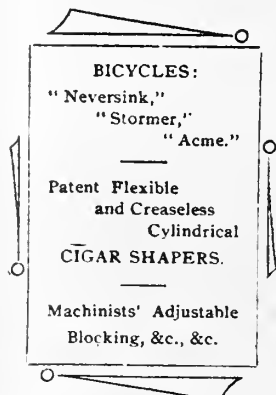 BICYCLES:
"Neversink,"
"Stormer,"
"Acme."
Patent Flexible
and Creaseless
Cylindrical
CIGAR SHAPERS.
Machinists' Adjustable
Blocking, &c., &c.